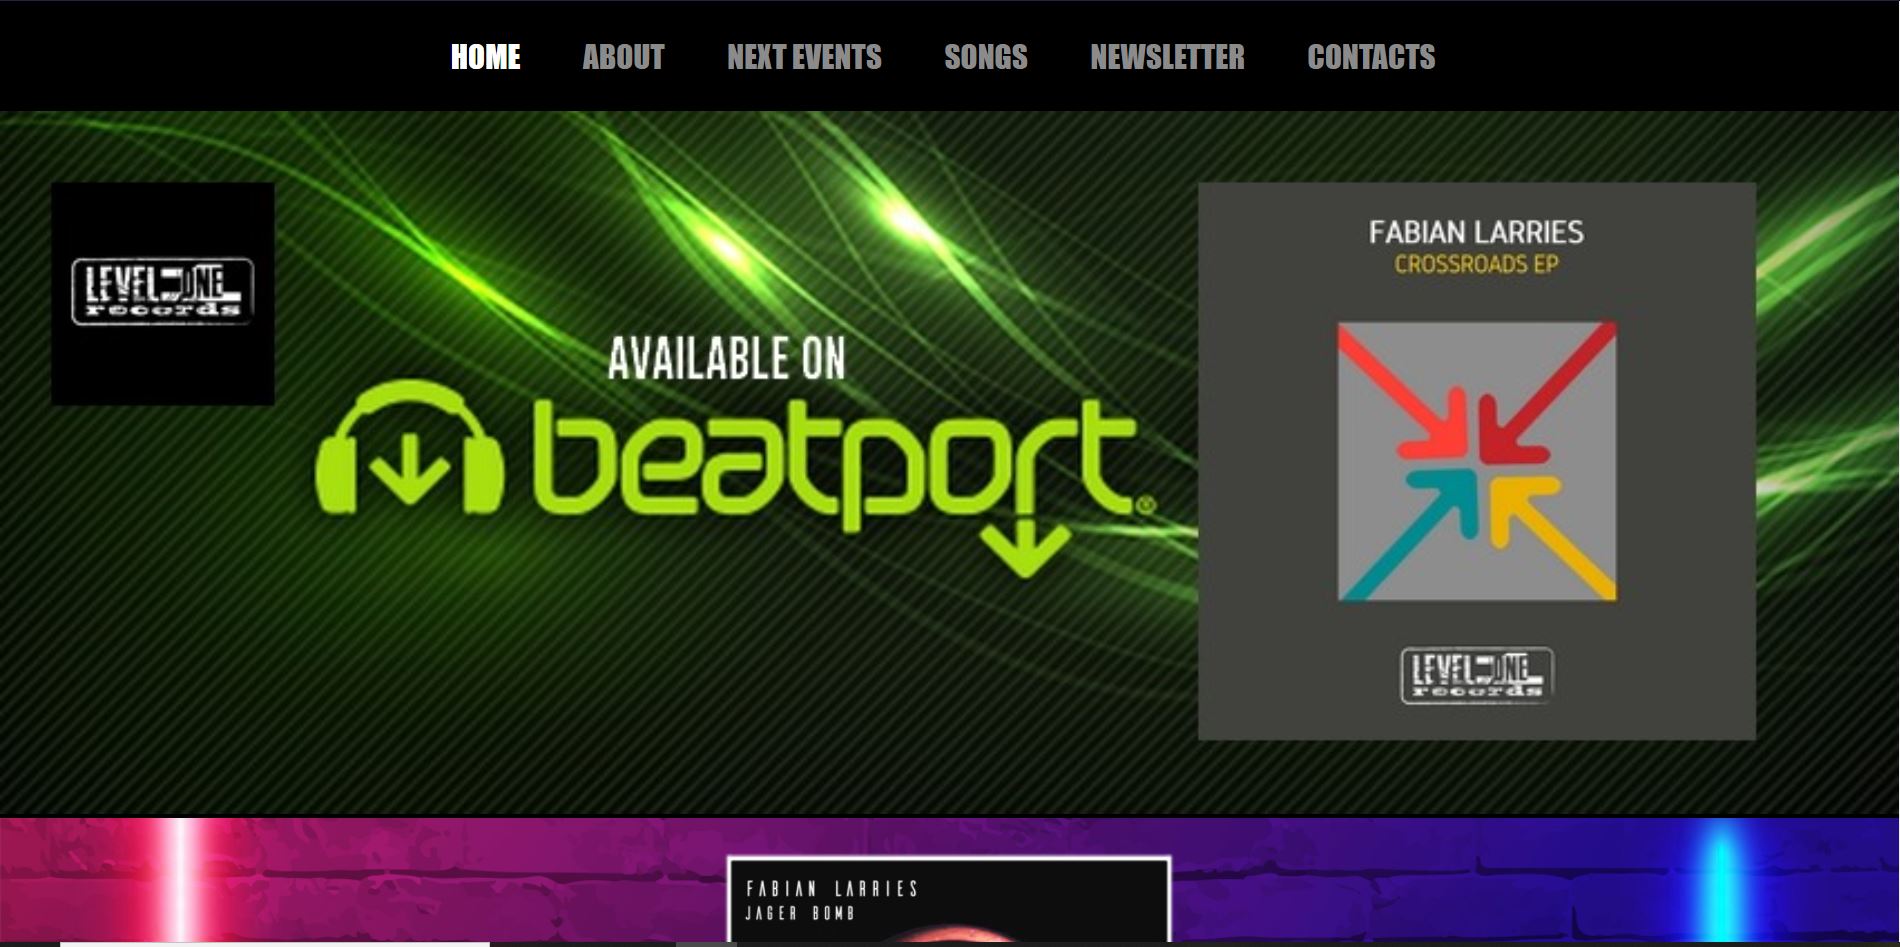 HOME ABOUT NEXT EVENTS SONGS NEWSLETTER CONTACTS
LEVEL ONE
records
AVAILABLE ON
beatport®
FABIAN LARRIES
CROSSROADS EP
LEVEL ONE
records
FABIAN LARRIES
JAGER BOMB